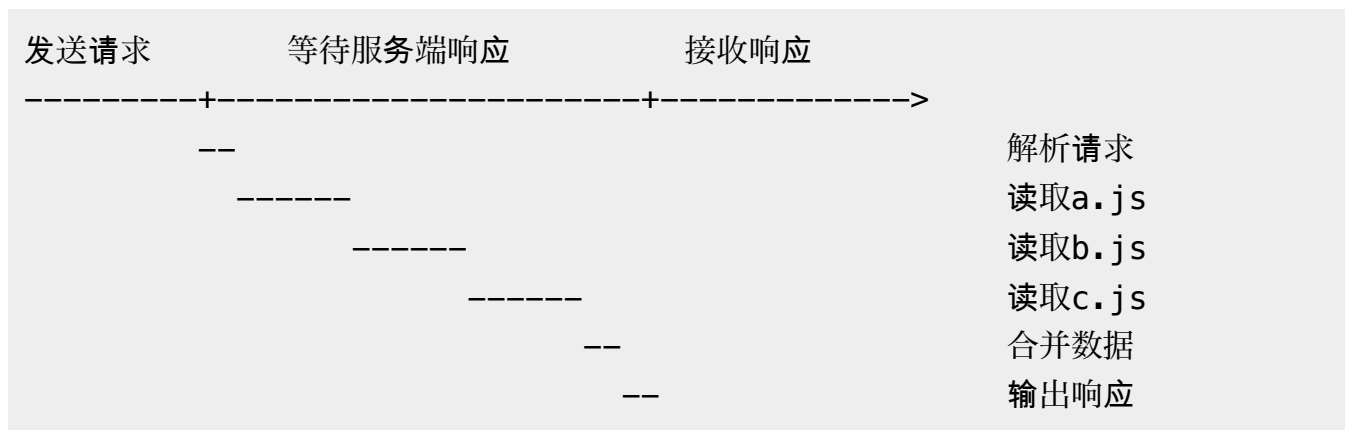 发送请求 等待服务端响应 接收响应
---------+----------------------+------------->
-- 解析请求
------ 读取a.js
------ 读取b.js
------ 读取c.js
-- 合并数据
-- 输出响应